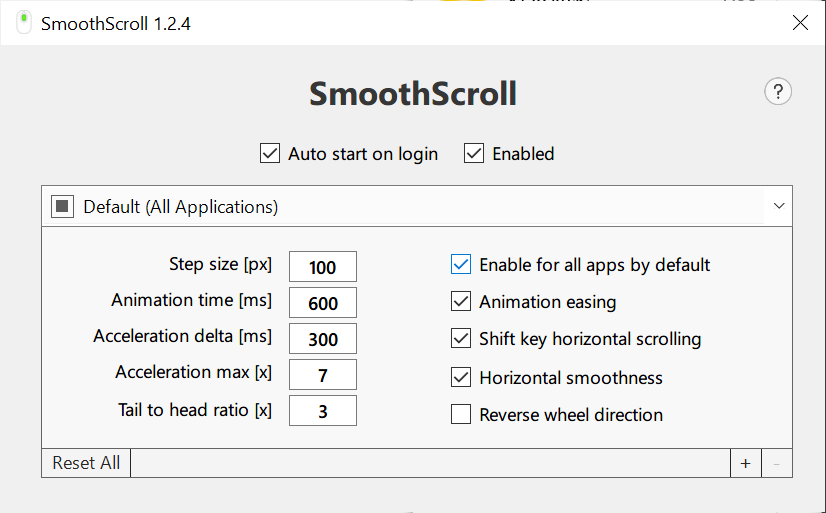 SmoothScroll 1.2.4
SmoothScroll
?
Auto start on login Enabled
Default (All Applications)
Step size [px] 100 Enable for all apps by default
Animation time [ms] 600 Animation easing
Acceleration delta [ms] 300 Shift key horizontal scrolling
Acceleration max [x] 7 Horizontal smoothness
Tail to head ratio [x] 3 Reverse wheel direction
Reset All + -